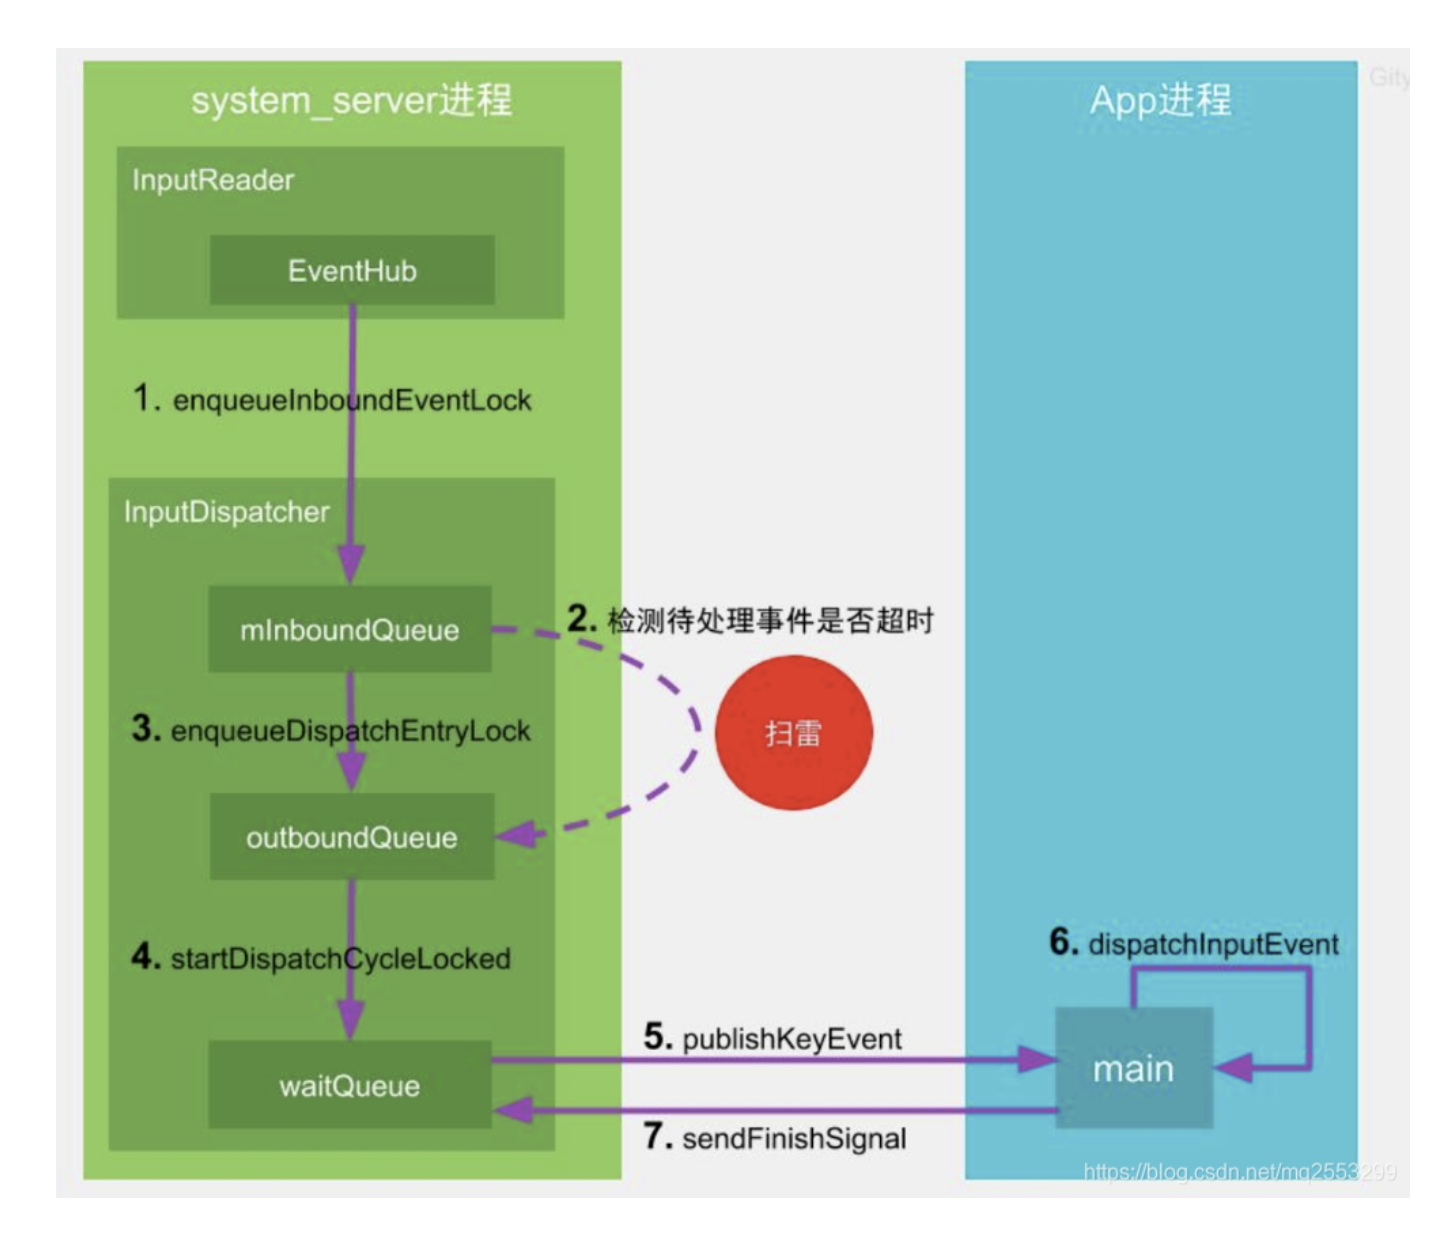 system_server进程
App进程
Gity
InputReader
EventHub
1. enqueueInboundEventLock
InputDispatcher
mInboundQueue
2. 检测待处理事件是否超时
扫雷
3. enqueueDispatchEntryLock
outboundQueue
4. startDispatchCycleLocked
6. dispatchInputEvent
5. publishKeyEvent
main
waitQueue
7. sendFinishSignal
https://blog.csdn.net/mq2553299